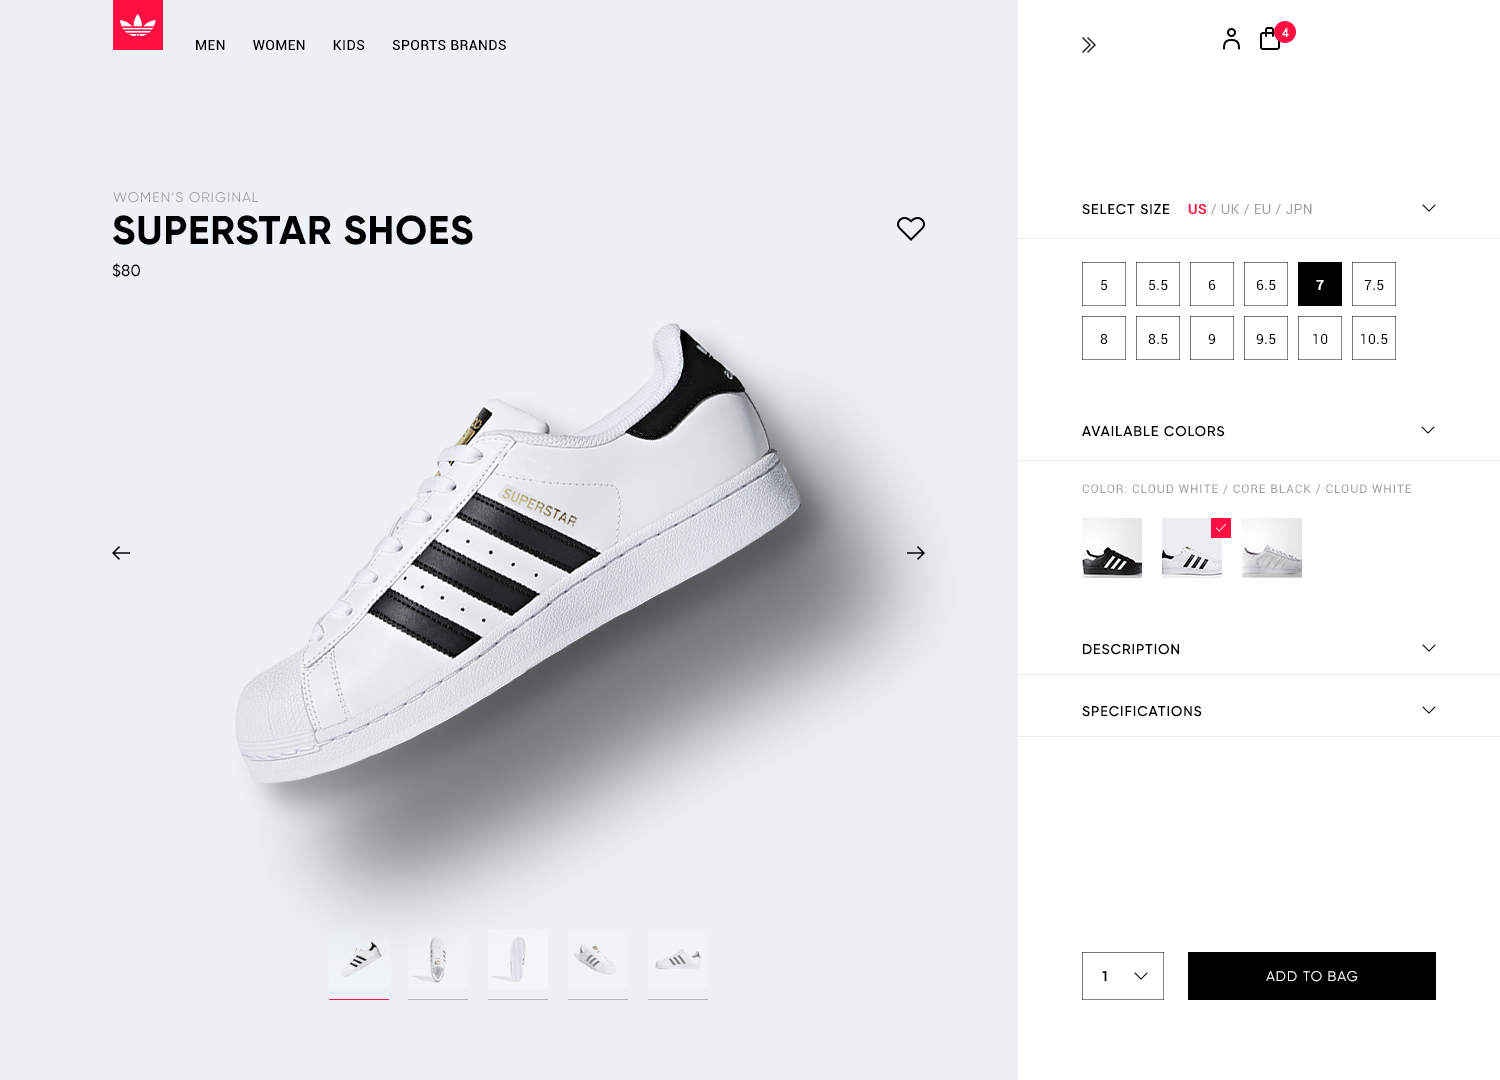 MEN WOMEN KIDS SPORTS BRANDS
4
WOMEN'S ORIGINAL
SUPERSTAR SHOES
$80
SUPERSTAR
SELECT SIZE US / UK / EU / JPN
5 5.5 6 6.5 7 7.5
8 8.5 9 9.5 10 10.5
AVAILABLE COLORS
COLOR: CLOUD WHITE / CORE BLACK / CLOUD WHITE
DESCRIPTION
SPECIFICATIONS
1 ADD TO BAG